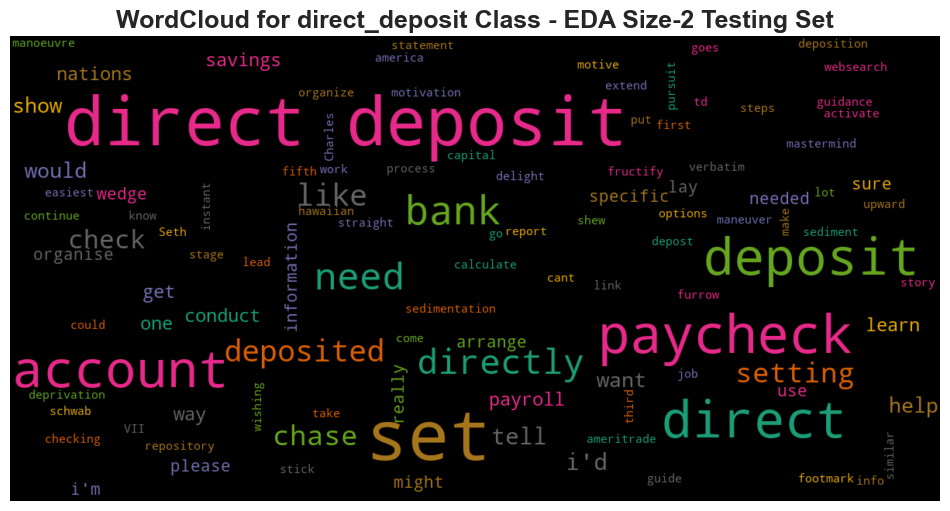 WordCloud for direct_deposit Class - EDA Size-2 Testing Set
manoeuvre
statement
goes
deposition
savings
america
motive
websearch
nations
organize
motivation
extend
pursuit
show
direct deposit
td
steps
guidance
activate
put
first
Charles
mastermind
capital
would
fifth
work
process
delight
fructify
verbatim
easiest
wedge
instant
like
specific
lay
needed
sure
lot
upward
continue
know
hawaiian
straight
bank
shew
options
maneuver
make
check
Seth
go
report
depost
sediment
organise
stage
lead
information
need
calculate
cant
link
deposit
story
get
furrow
one
conduct
sedimentation
could
come
arrange
paycheck
learn
account
deposited
directly
want
job
setting
deprivation
really
payroll
use
schwab
way
wishing
take
third
direct
help
VII
chase
set
tell
ameritrade
checking
repository
please
stick
i'd
similar
might
guide
footmark
info
i'm